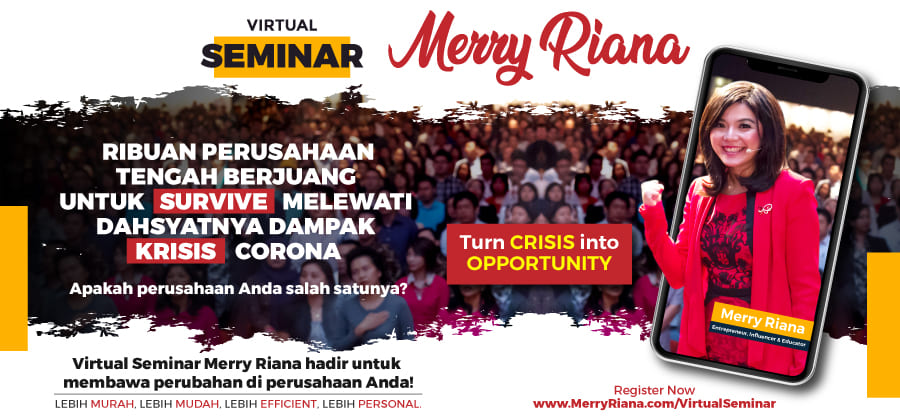 VIRTUAL
SEMINAR
Merry Riana
RIBUAN PERUSAHAAN
TENGAH BERJUANG
UNTUK SURVIVE MELEWATI
DAHSYATNYA DAMPAK
KRISIS CORONA
Apakah perusahaan Anda salah satunya?
Turn CRISIS into
OPPORTUNITY
Merry Riana
Entrepreneur, Influencer & Educator
Virtual Seminar Merry Riana hadir untuk
membawa perubahan di perusahaan Anda!
LEBIH MURAH, LEBIH MUDAH, LEBIH EFFICIENT, LEBIH PERSONAL.
Register Now
www.MerryRiana.com/VirtualSeminar